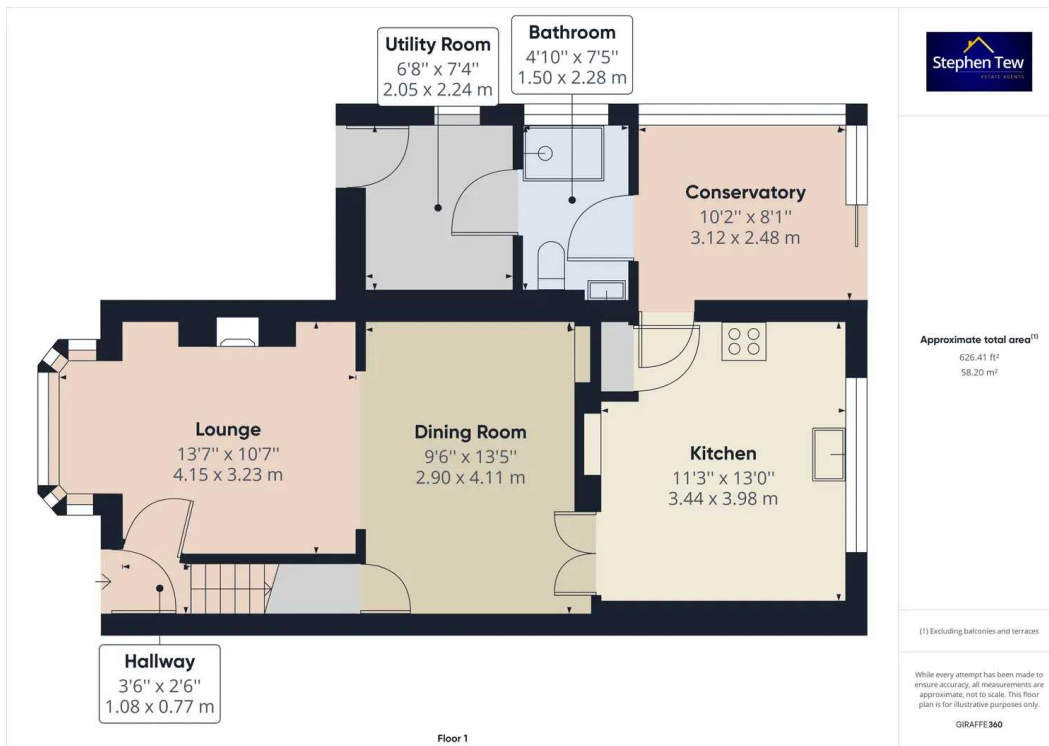 Utility Room
6'8'' x 7'4''
2.05 x 2.24 m
Bathroom
4'10'' x 7'5''
1.50 x 2.28 m
Conservatory
10'2'' x 8'1''
3.12 x 2.48 m
Lounge
13'7'' x 10'7''
4.15 x 3.23 m
Dining Room
9'6'' x 13'5''
2.90 x 4.11 m
Kitchen
11'3'' x 13'0''
3.44 x 3.98 m
Hallway
3'6'' x 2'6''
1.08 x 0.77 m
Floor 1
Stephen Tew
ESTATE AGENTS
Approximate total area(1)
626.41 ft²
58.20 m²
(1) Excluding balconies and terraces
While every attempt has been made to
ensure accuracy, all measurements are
approximate, not to scale. This floor
plan is for illustrative purposes only.
GIRAFFE360